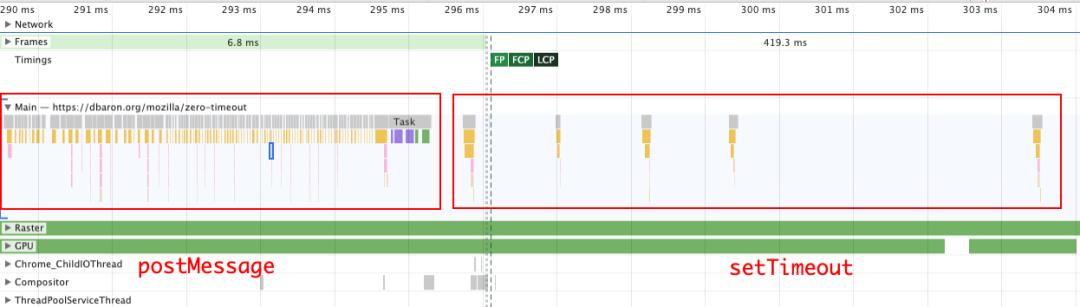 290 ms 291 ms 292 ms 293 ms 294 ms 295 ms 296 ms 297 ms 298 ms 299 ms 300 ms 301 ms 302 ms 303 ms 304 ms
Network
Frames 6.8 ms 419.3 ms
Timings FP FCP LCP
Main — https://dbaron.org/mozilla/zero-timeout
Task
Raster
GPU
Chrome_ChildIOThread
postMessage setTimeout
Compositor
ThreadPoolServiceThread